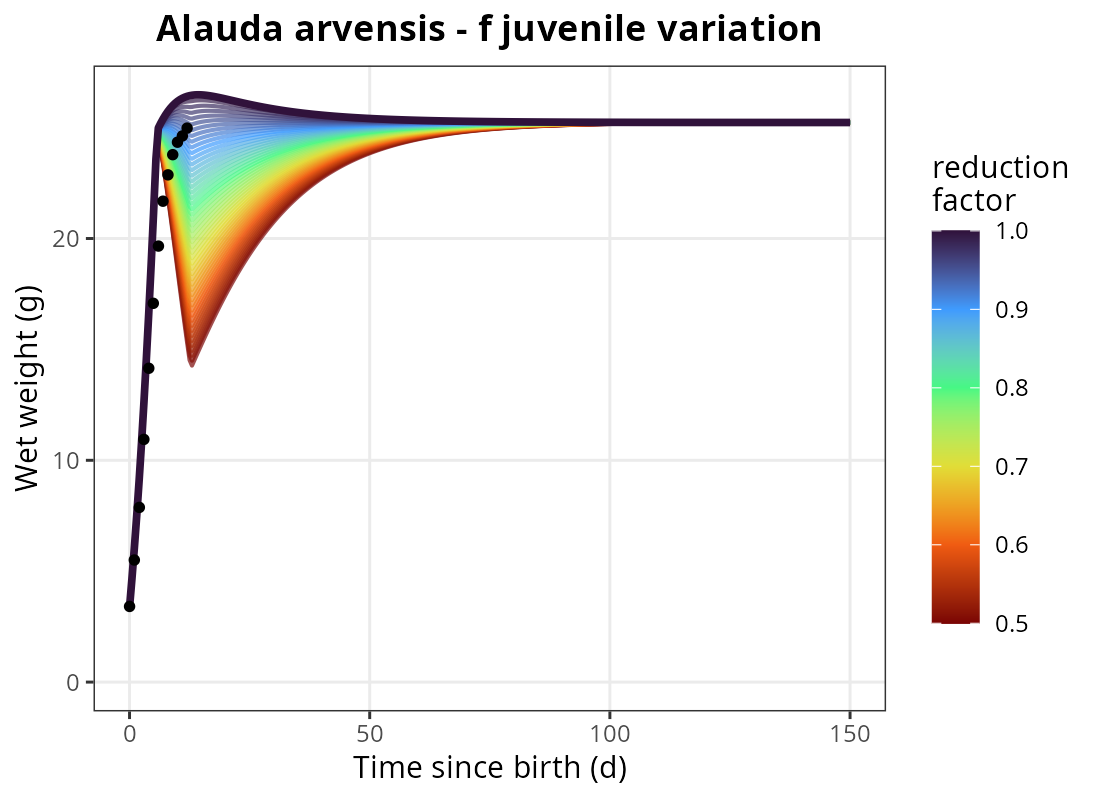 Alauda arvensis - f juvenile variation
Wet weight (g)
20
10
0
0
50
100
150
Time since birth (d)
reduction
factor
1.0
0.9
0.8
0.7
0.6
0.5